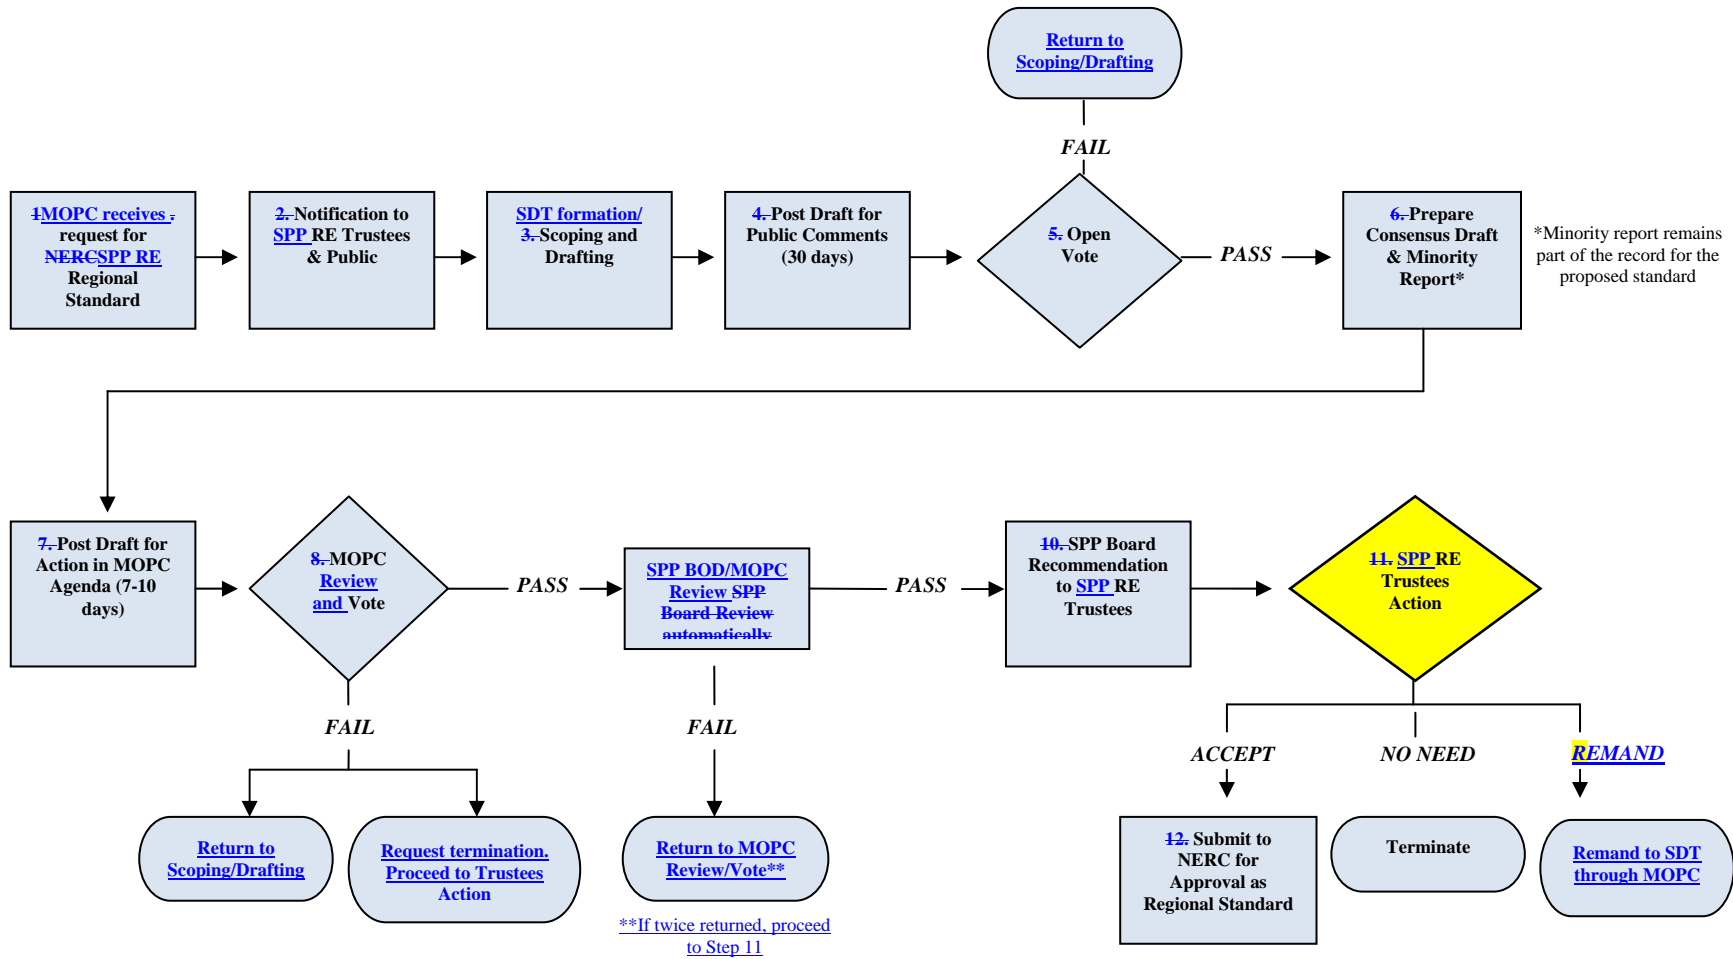 Return to
Scoping/Drafting
FAIL
1MOPC receives .
request for
NERCSPP RE
Regional
Standard
2. Notification to
SPP RE Trustees
& Public
SDT formation/
3. Scoping and
Drafting
4. Post Draft for
Public Comments
(30 days)
5. Open
Vote
PASS
6. Prepare
Consensus Draft
& Minority
Report*
*Minority report remains
part of the record for the
proposed standard
7. Post Draft for
Action in MOPC
Agenda (7-10
days)
8. MOPC
Review
and Vote
PASS
SPP BOD/MOPC
Review SPP
Board Review
automatically
PASS
10. SPP Board
Recommendation
to SPP RE
Trustees
11. SPP RE
Trustees
Action
FAIL
FAIL
ACCEPT
NO NEED
REMAND
Return to
Scoping/Drafting
Request termination.
Proceed to Trustees
Action
Return to MOPC
Review/Vote**
**If twice returned, proceed
to Step 11
12. Submit to
NERC for
Approval as
Regional Standard
Terminate
Remand to SDT
through MOPC